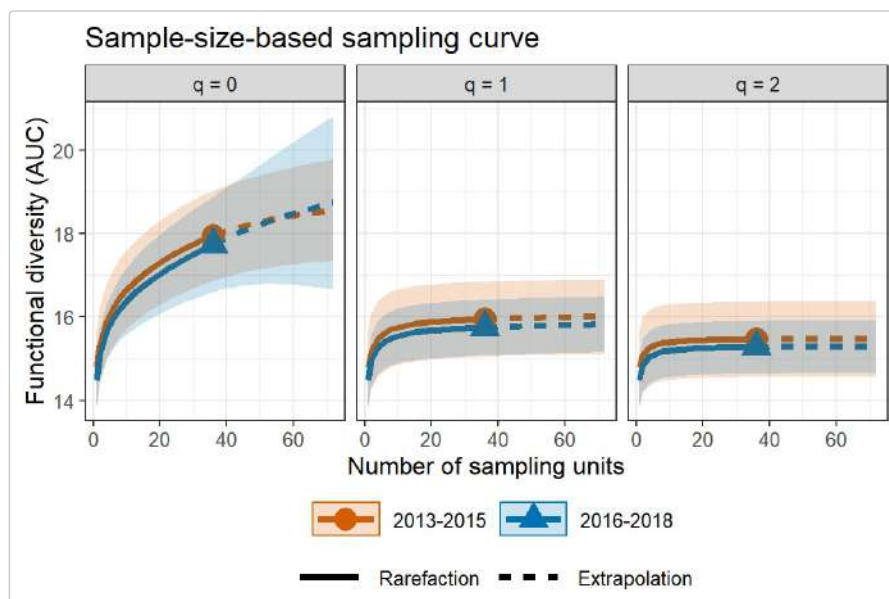 Sample-size-based sampling curve
q = 0 q = 1 q = 2
Functional diversity (AUC)
20
18
16
14
0 20 40 60 0 20 40 60 0 20 40 60
Number of sampling units
2013-2015 2016-2018
Rarefaction Extrapolation